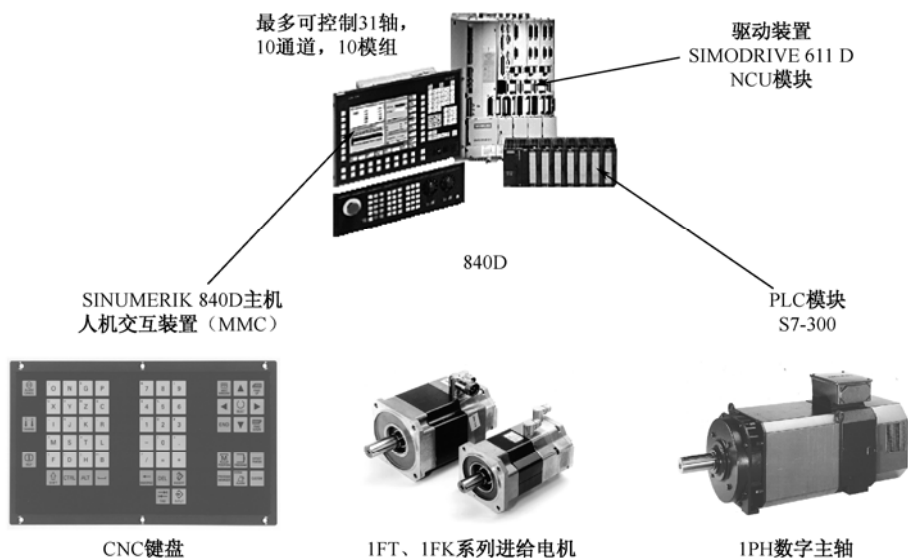 最多可控制31轴，
10通道，10模组
驱动装置
SIMODRIVE 611 D
NCU模块
840D
SINUMERIK 840D主机
人机交互装置（MMC）
PLC模块
S7-300
CNC键盘
1FT、1FK系列进给电机
1PH数字主轴